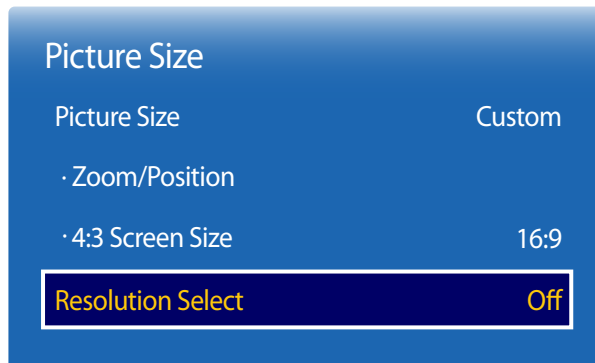 Picture Size
Picture Size Custom
· Zoom/Position
· 4:3 Screen Size 16:9
Resolution Select Off